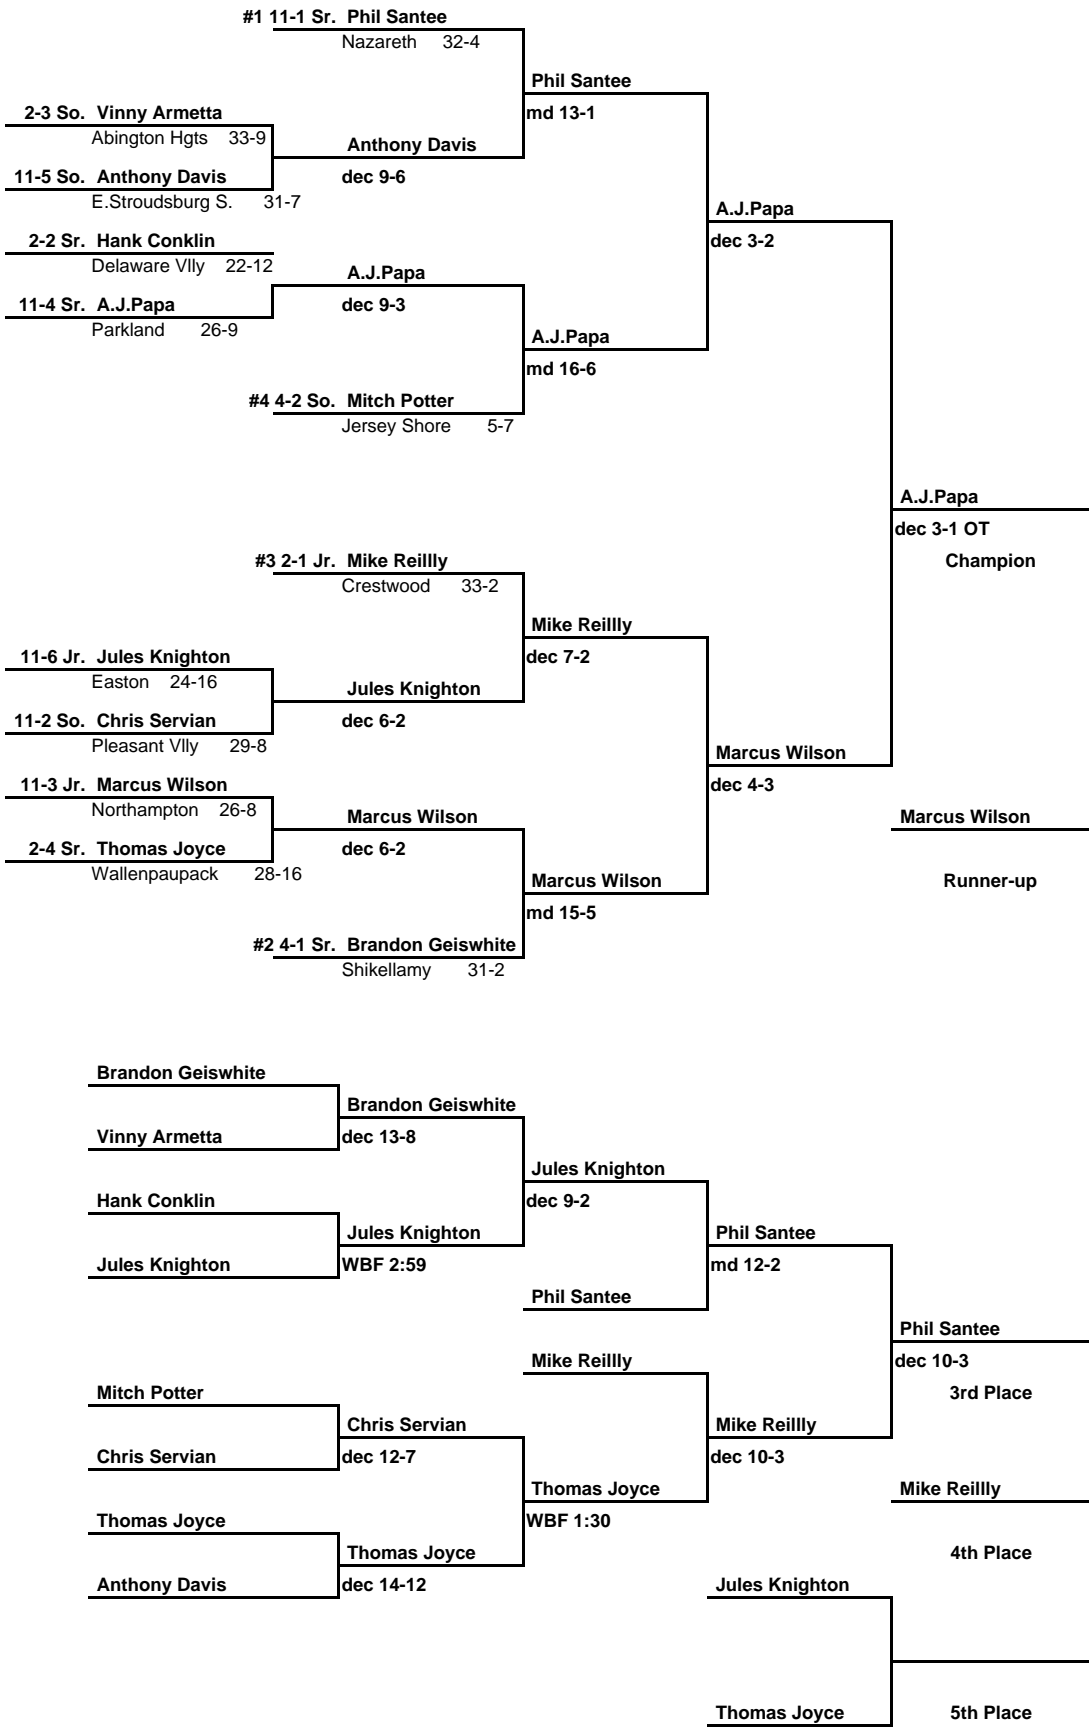 #1 11-1 Sr. Phil Santee
Nazareth 32-4
Phil Santee
2-3 So. Vinny Armetta
md 13-1
Abington Hgts 33-9
Anthony Davis
11-5 So. Anthony Davis
dec 9-6
E.Stroudsburg S. 31-7
A.J.Papa
2-2 Sr. Hank Conklin
dec 3-2
Delaware Vlly 22-12
A.J.Papa
11-4 Sr. A.J.Papa
dec 9-3
Parkland 26-9
A.J.Papa
md 16-6
#4 4-2 So. Mitch Potter
Jersey Shore 5-7
A.J.Papa
dec 3-1 OT
#3 2-1 Jr. Mike Reillly
Champion
Crestwood 33-2
Mike Reillly
11-6 Jr. Jules Knighton
dec 7-2
Easton 24-16
Jules Knighton
11-2 So. Chris Servian
dec 6-2
Pleasant Vlly 29-8
Marcus Wilson
11-3 Jr. Marcus Wilson
dec 4-3
Northampton 26-8
Marcus Wilson
Marcus Wilson
2-4 Sr. Thomas Joyce
dec 6-2
Wallenpaupack 28-16
Marcus Wilson
Runner-up
md 15-5
#2 4-1 Sr. Brandon Geiswhite
Shikellamy 31-2
Brandon Geiswhite
Brandon Geiswhite
Vinny Armetta
dec 13-8
Jules Knighton
Hank Conklin
dec 9-2
Jules Knighton
Phil Santee
Jules Knighton
WBF 2:59
md 12-2
Phil Santee
Phil Santee
Mike Reillly
dec 10-3
Mitch Potter
3rd Place
Chris Servian
Mike Reillly
Chris Servian
dec 12-7
dec 10-3
Thomas Joyce
Mike Reillly
Thomas Joyce
WBF 1:30
Thomas Joyce
4th Place
Anthony Davis
dec 14-12
Jules Knighton
Thomas Joyce
5th Place